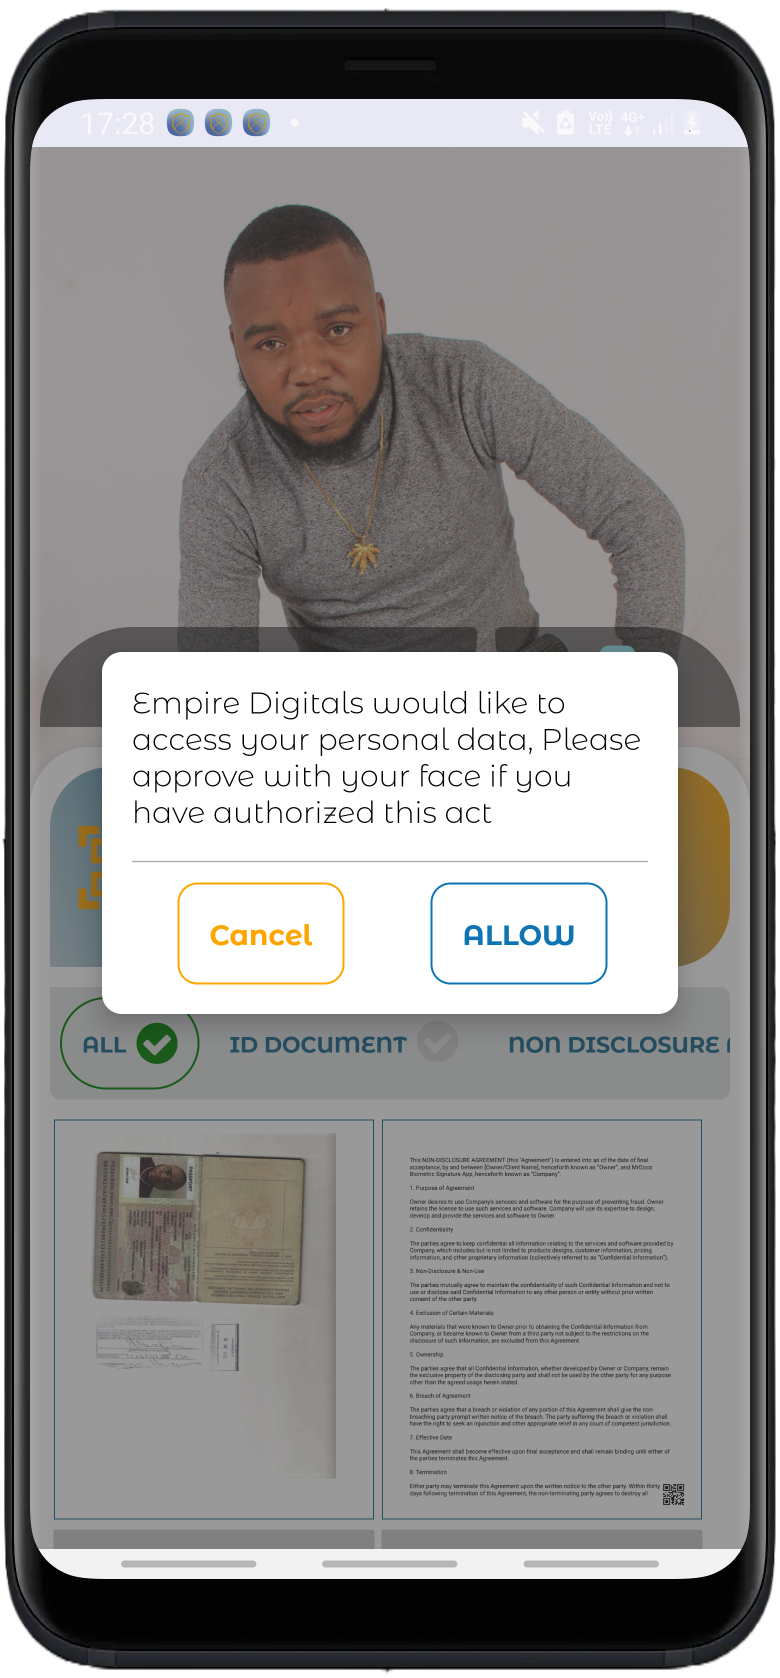 17:28
Vo)) LTE 4G+
Empire Digitals would like to
access your personal data, Please
approve with your face if you
have authorized this act
Cancel
ALLOW
ALL
ID DOCUMENT
NON DISCLOSURE
PASSPORT
This NON-DISCLOSURE AGREEMENT (this "Agreement") is entered into as of the date of final
acceptance, by and between [Owner/Client Name], henceforth known as "Owner", and MrDocs
Biometric Signature App, henceforth known as "Company".
1. Purpose of Agreement
Owner desires to use Company's services and software for the purpose of preventing fraud. Owner
retains the license to use such services and software. Company will use its expertise to design,
develop and provide the services and software to Owner.
2. Confidentiality
The parties agree to keep confidential all information relating to the services and software provided by
Company, which includes but is not limited to products designs, customer information, pricing
information, and other proprietary information (collectively referred to as "Confidential Information").
3. Non-Disclosure & Non-Use
The parties mutually agree to maintain the confidentiality of such Confidential Information and not to
use or disclose said Confidential Information to any other person or entity without prior written
consent of the other party.
4. Exclusion of Certain Materials
Any materials that were known to Owner prior to obtaining the Confidential Information from
Company, or became known to Owner from a third party not subject to the restrictions on the
disclosure of such information, are excluded from this Agreement.
5. Ownership
The parties agree that all Confidential Information, whether developed by Owner or Company, remain
the exclusive property of the disclosing party and shall not be used by the other party for any purpose
other than the agreed usage herein stated.
6. Breach of Agreement
The parties agree that a breach or violation of any portion of this Agreement shall give the non-
breaching party prompt written notice of the breach. The party suffering the breach or violation shall
have the right to seek an injunction and other appropriate relief in any court of competent jurisdiction.
7. Effective Date
This Agreement shall become effective upon final acceptance and shall remain binding until either of
the parties terminates this Agreement.
8. Termination
Either party may terminate this Agreement upon the written notice to the other party. Within thirty
days following termination of this Agreement, the non-terminating party agrees to destroy all